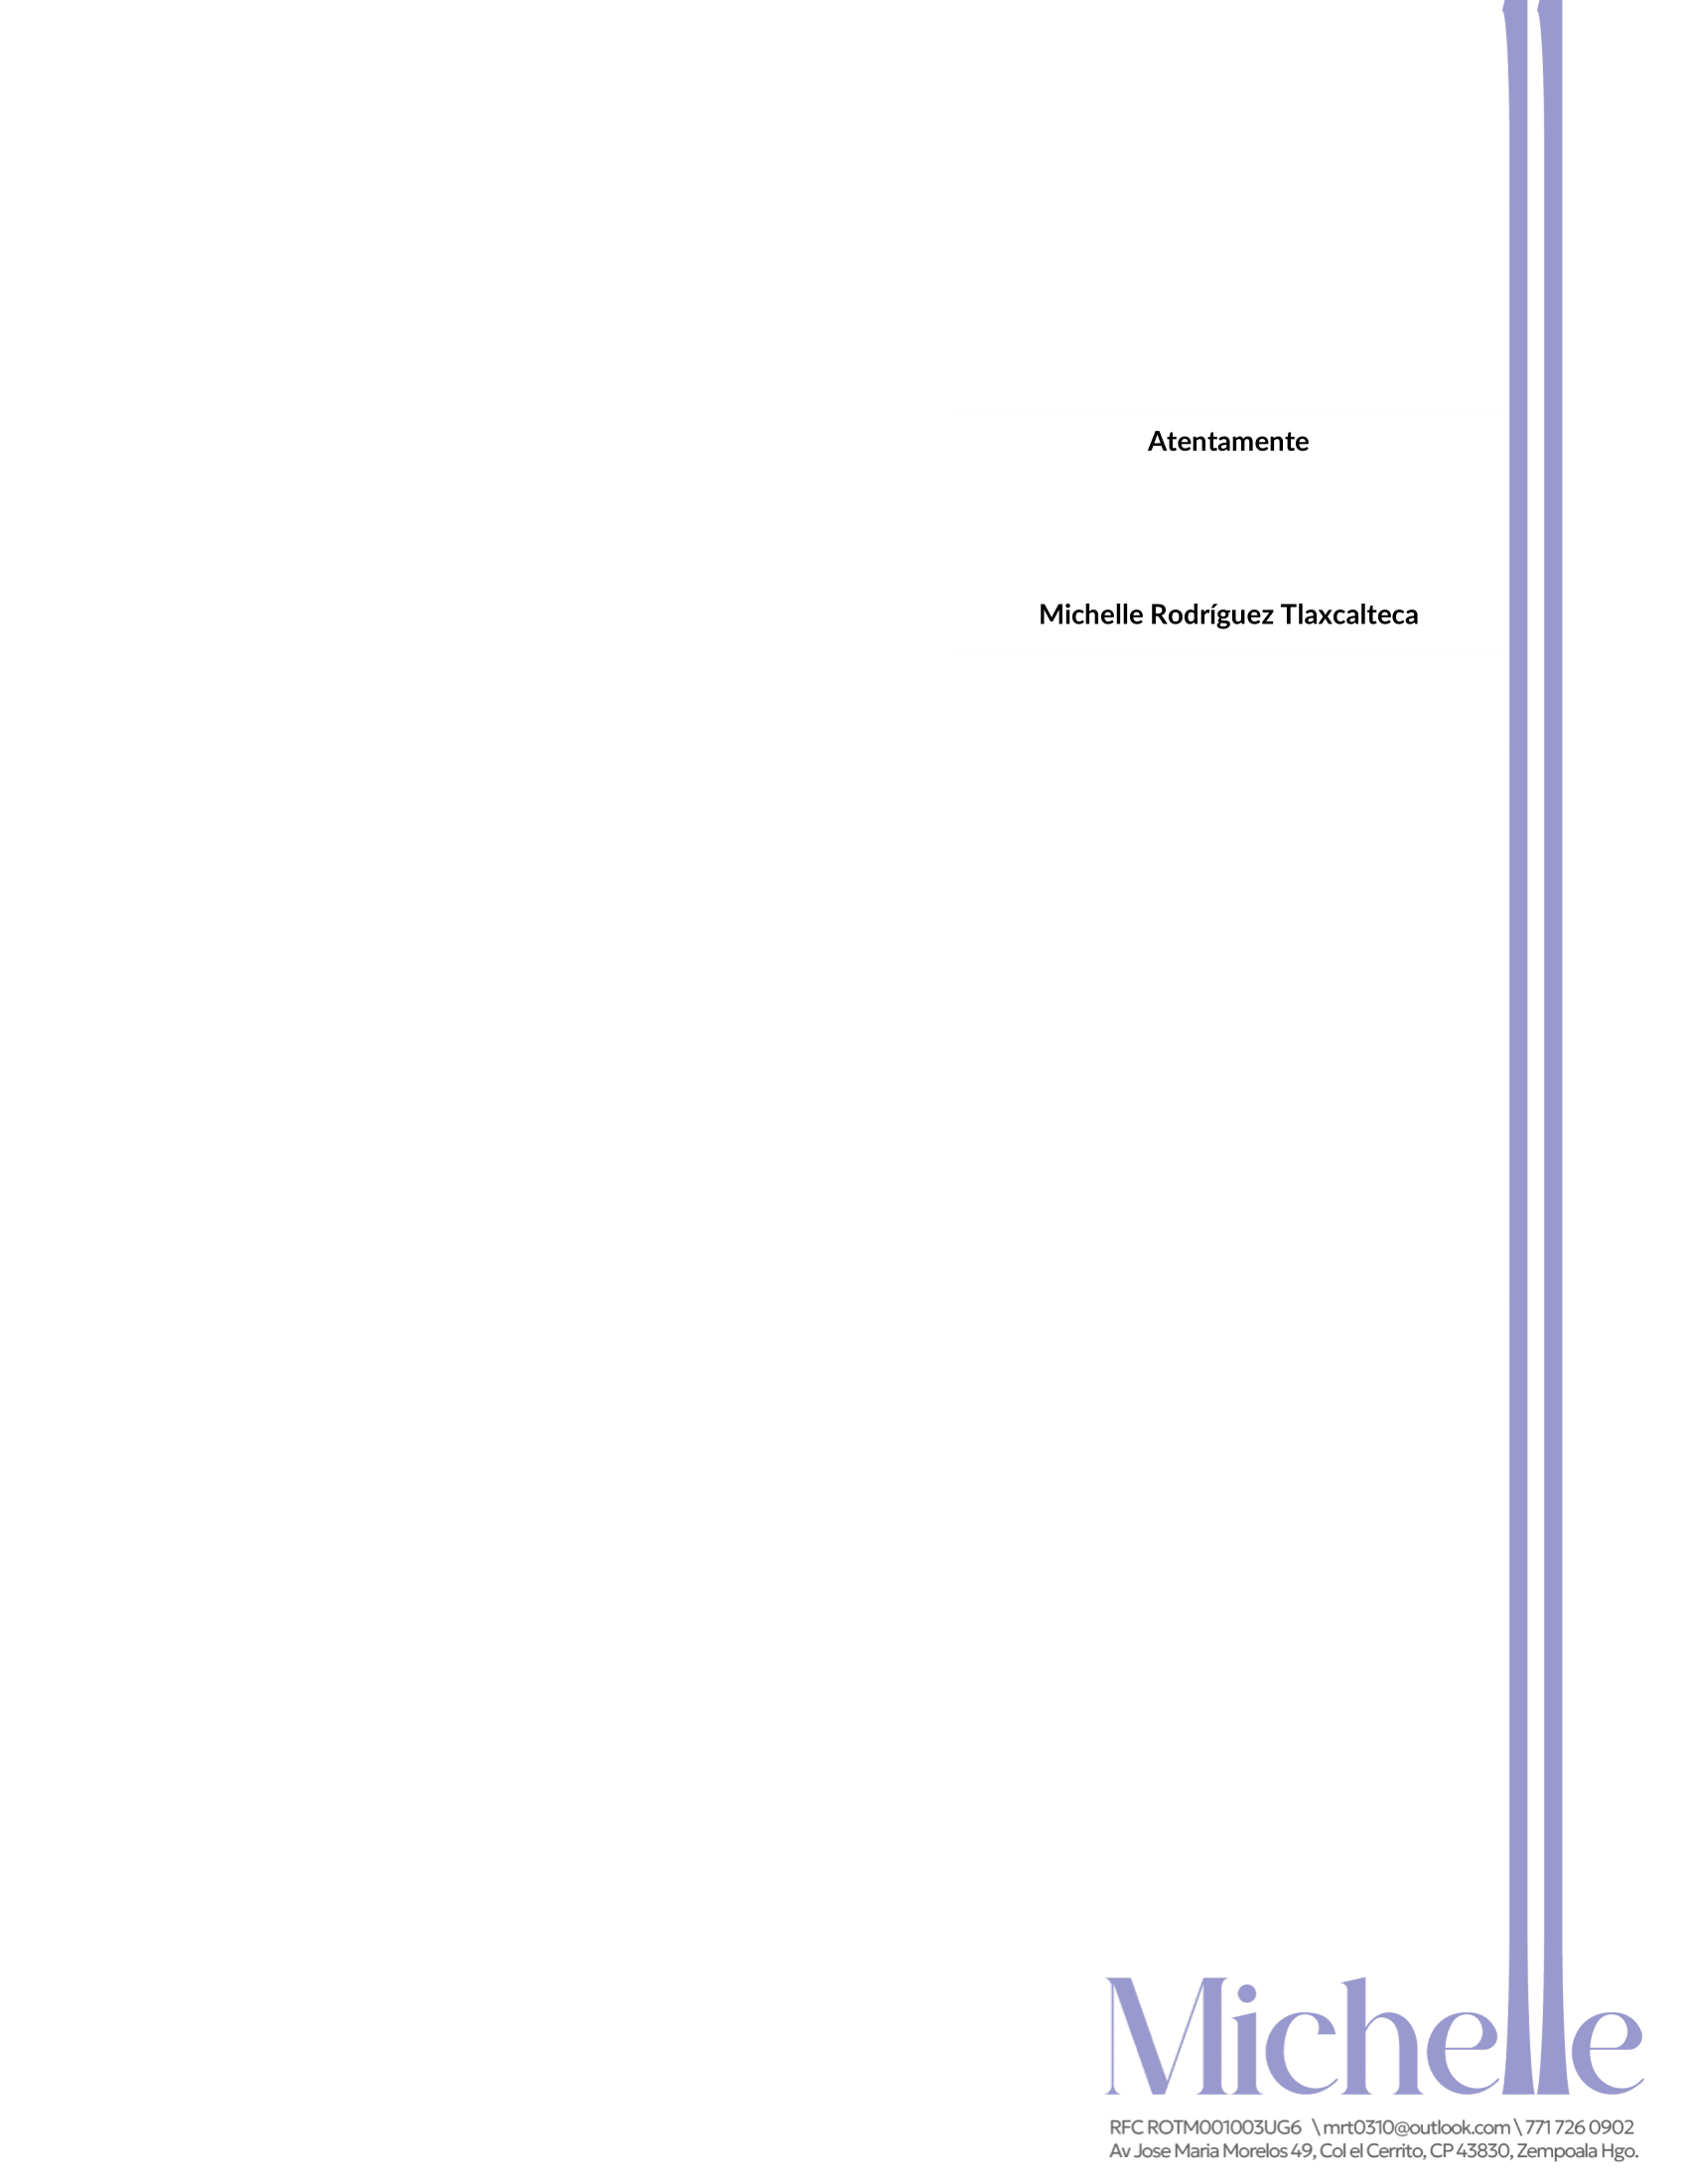 Atentamente
Michelle Rodríguez Tlaxcalteca
Michelle
RFC ROTM001003UG6 \ mrt0310@outlook.com \ 771 726 0902
Av Jose Maria Morelos 49, Col el Cerrito, CP 43830, Zempoala Hgo.